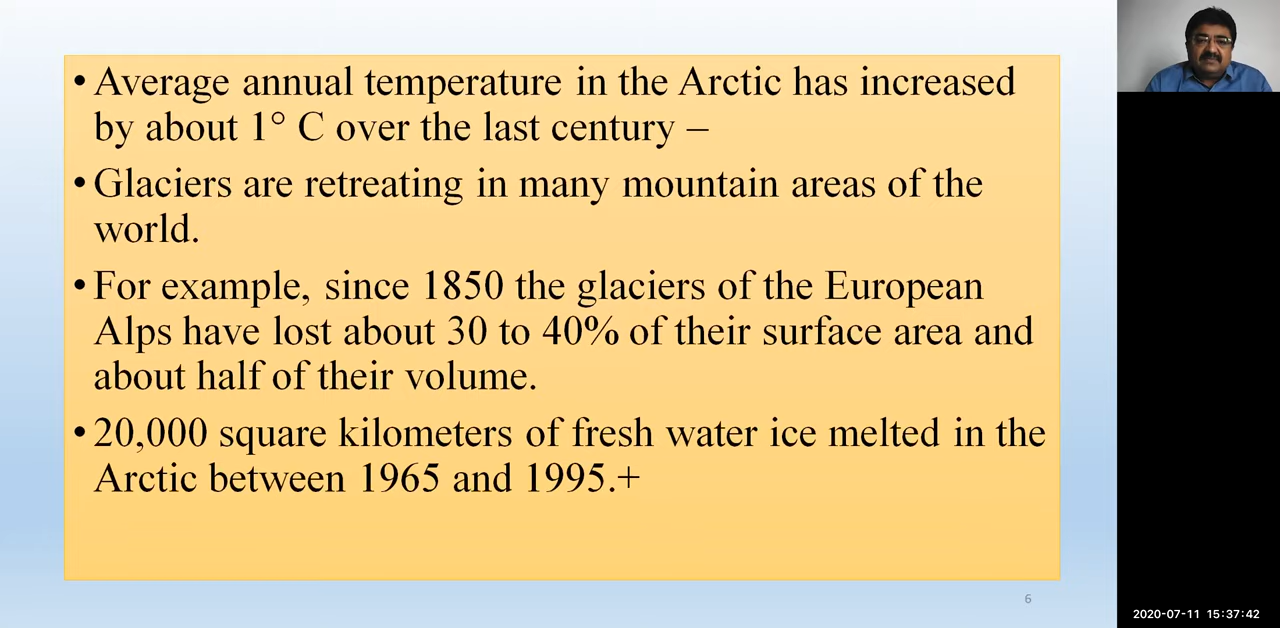 • Average annual temperature in the Arctic has increased
by about 1° C over the last century –
• Glaciers are retreating in many mountain areas of the
world.
• For example, since 1850 the glaciers of the European
Alps have lost about 30 to 40% of their surface area and
about half of their volume.
• 20,000 square kilometers of fresh water ice melted in the
Arctic between 1965 and 1995.+
6
2020-07-11 15:37:42